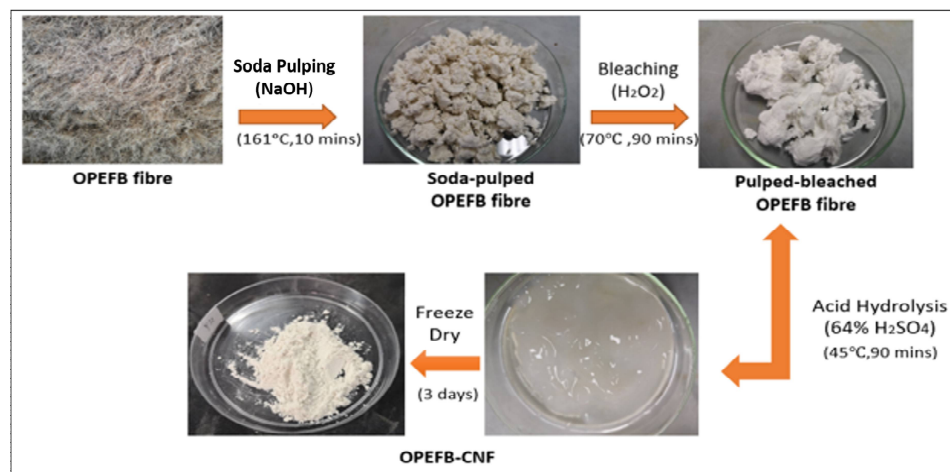 Soda Pulping
(NaOH)
(161°C,10 mins)
Bleaching
(H₂O₂)
(70°C ,90 mins)
OPEFB fibre
Soda-pulped
OPEFB fibre
Pulped-bleached
OPEFB fibre
Acid Hydrolysis
(64% H₂SO₄)
(45°C,90 mins)
Freeze
Dry
(3 days)
OPEFB-CNF